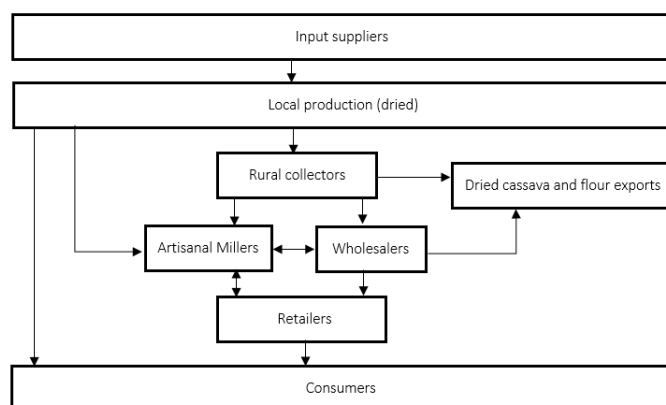 Input suppliers
Local production (dried)
Rural collectors
Dried cassava and flour exports
Artisanal Millers
Wholesalers
Retailers
Consumers